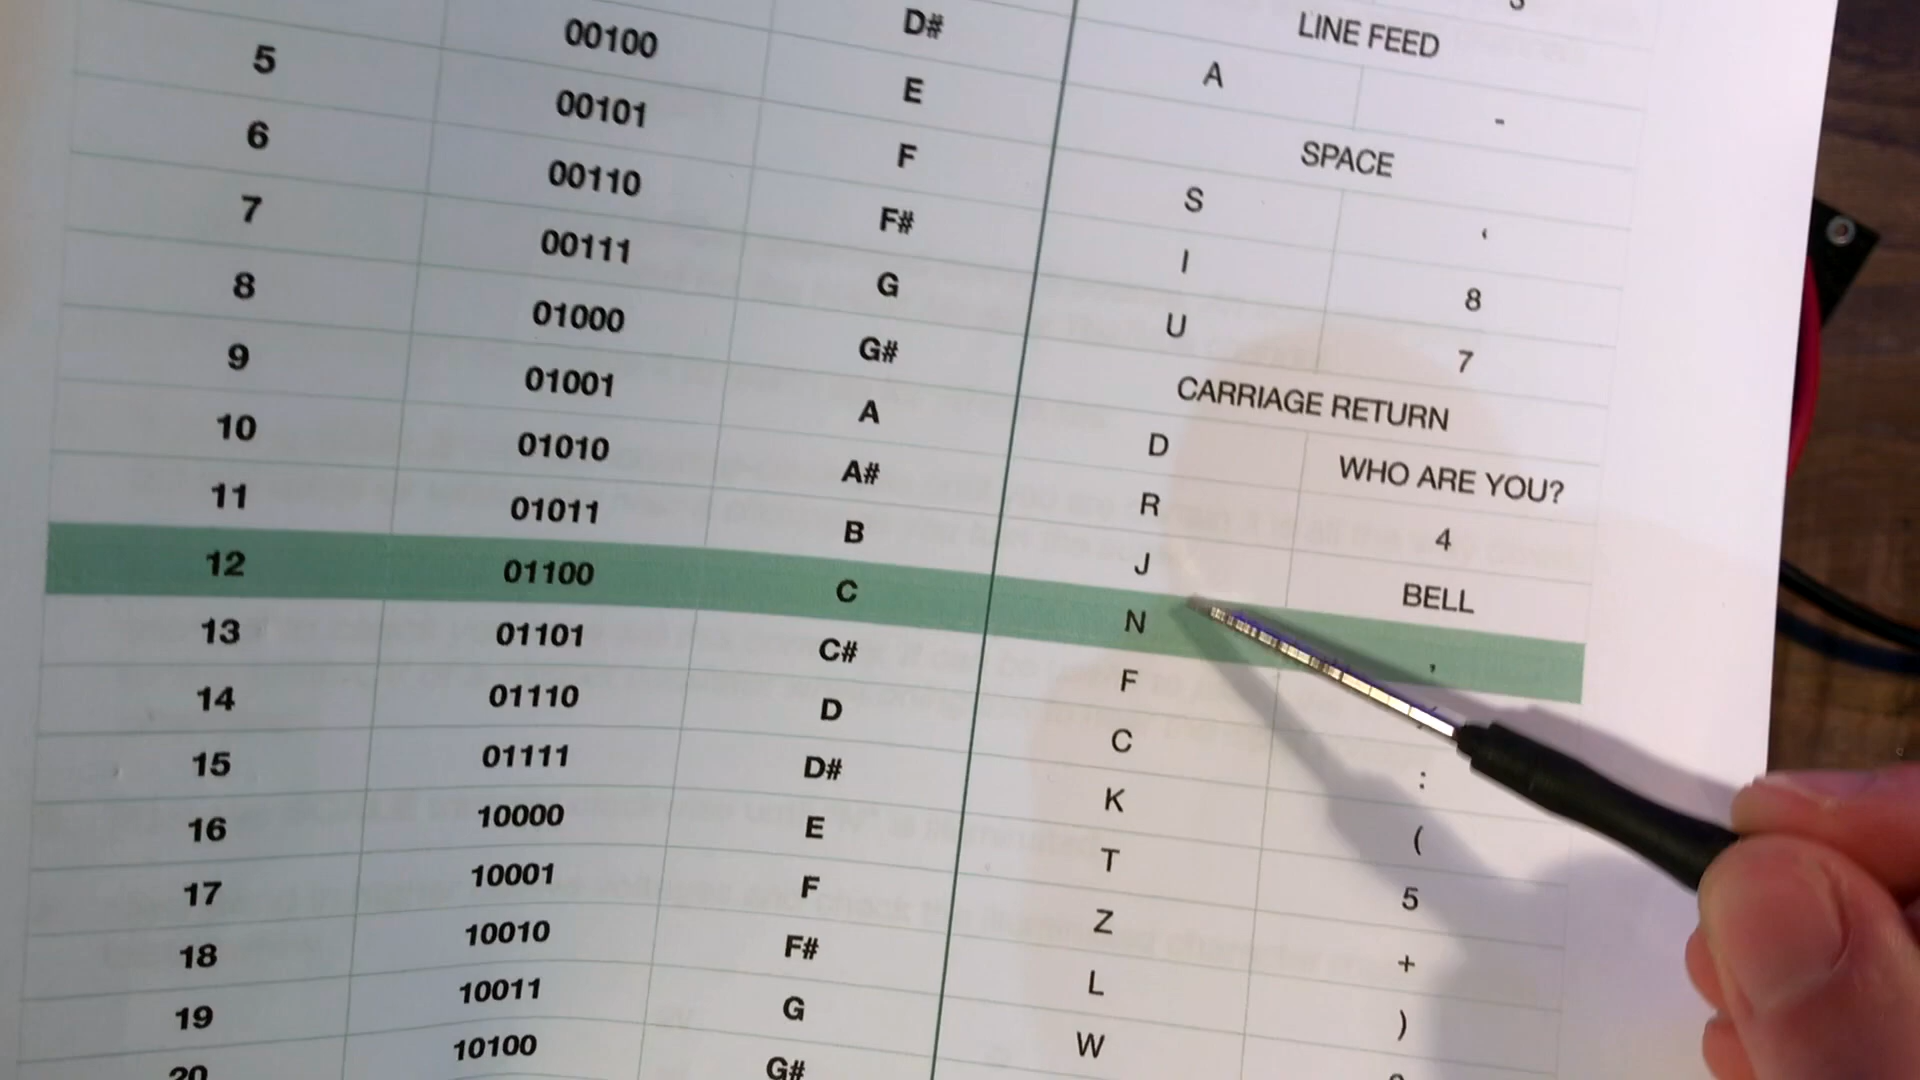 LINE FEED
D# A -
00100 E SPACE
5 00101 F S ‘
6 00110 F# I 8
7 00111 G U 7
8 01000 G# CARRIAGE RETURN
9 01001 A D WHO ARE YOU?
10 01010 A# R 4
11 01011 B J BELL
12 01100 C N ,
13 01101 C# F
14 01110 D C :
15 01111 D# K (
16 10000 E T 5
17 10001 F Z +
18 10010 F# L )
19 10011 G W
20 10100 G#